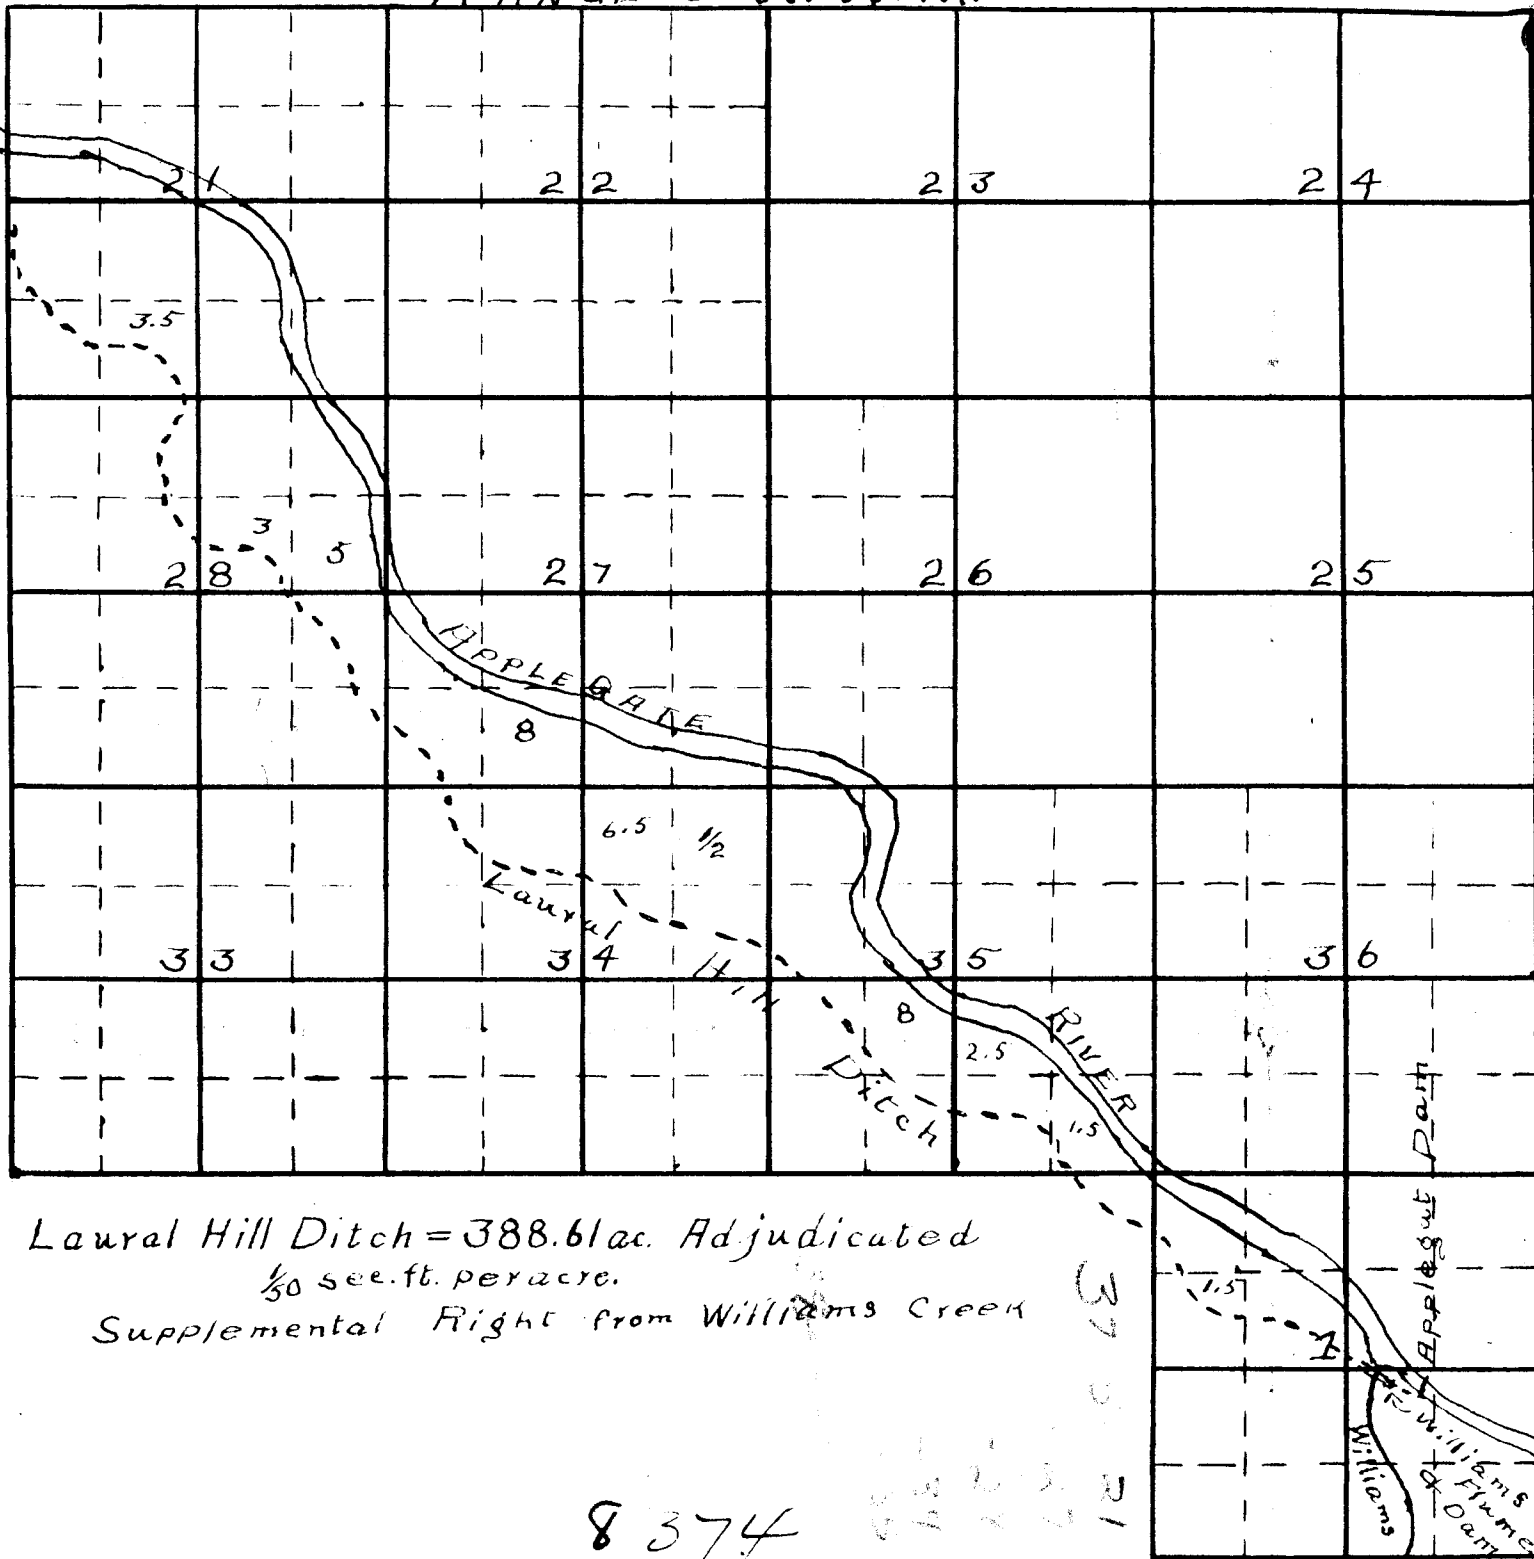 21 22 23 24
3.5
3 5
28 27 26 25
APPLEGATE
8
6.5 1/2
Laural
33 34 35 36
Hill
8
RIVER
2.5
Ditch
1.5
Applegat Dam
Laural Hill Ditch = 388.61 ac. Adjudicated
1/50 sec. ft. per acre.
Supplemental Right from Williams Creek
1.5
1
37
Williams
Williams
Flume
& Dam
8374